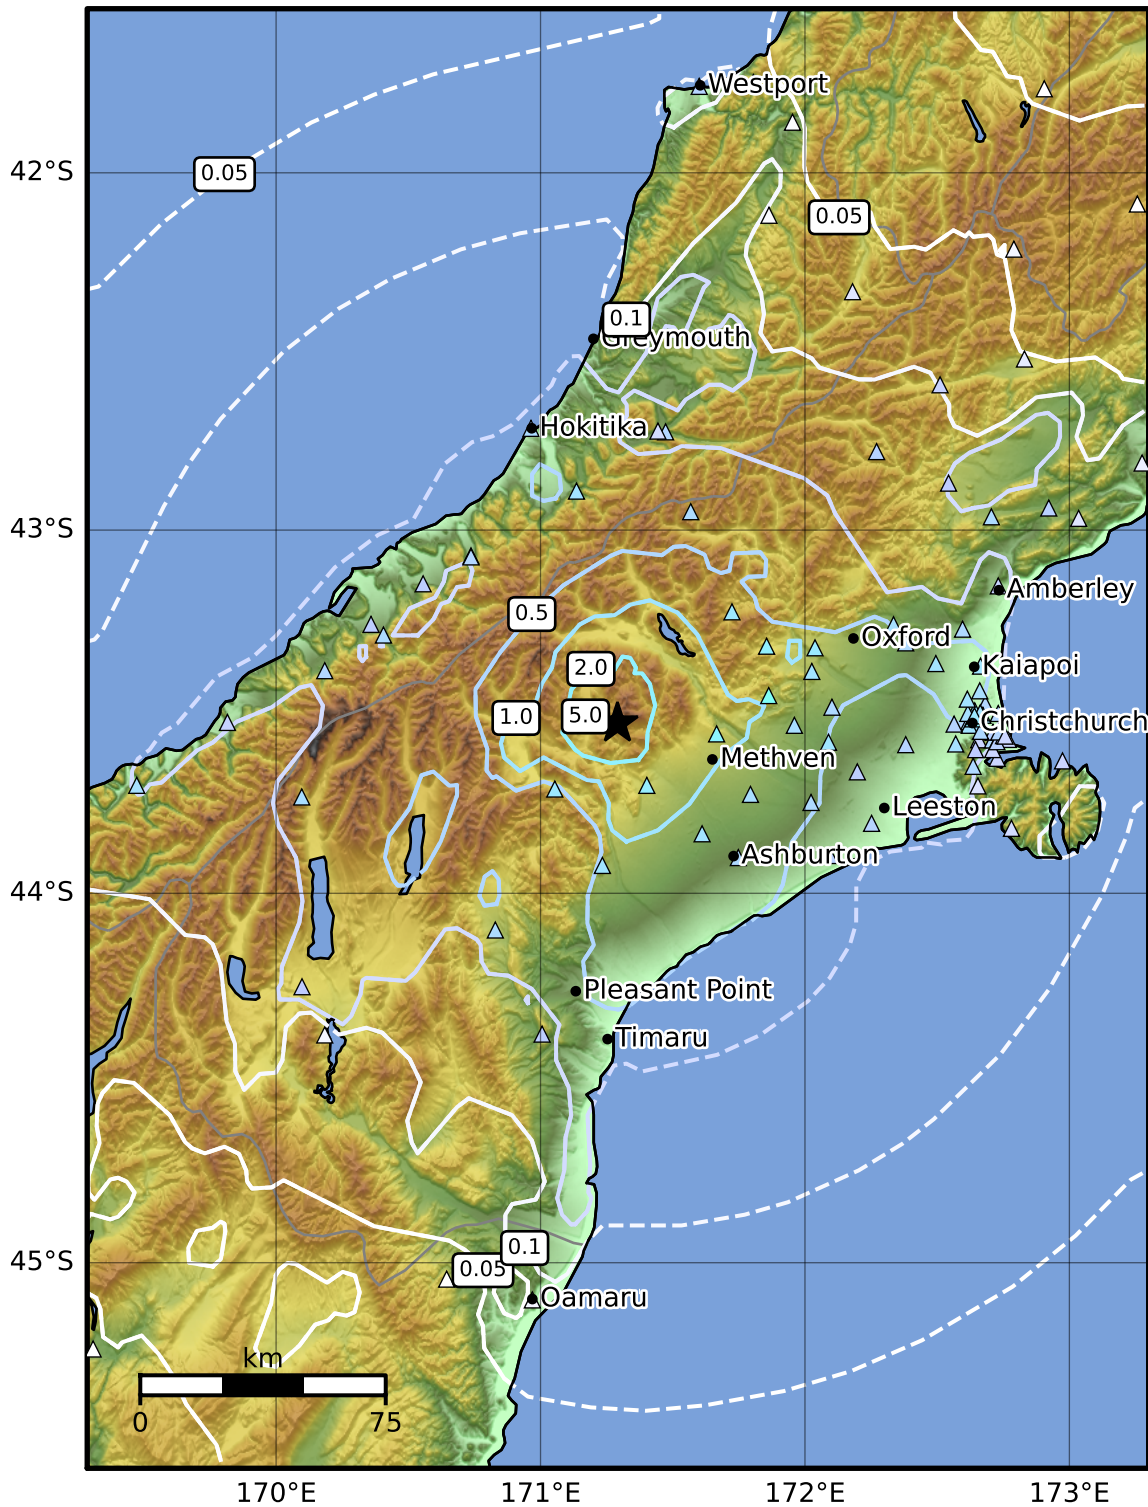 Westport
42°S
0.05
0.05
0.1
Greymouth
Hokitika
43°S
Amberley
0.5
Oxford
Kaiapoi
2.0
1.0
5.0
Christchurch
Methven
Leeston
Ashburton
44°S
Pleasant Point
Timaru
0.1
45°S
0.05
Oamaru
km
0
75
170°E
171°E
172°E
173°E